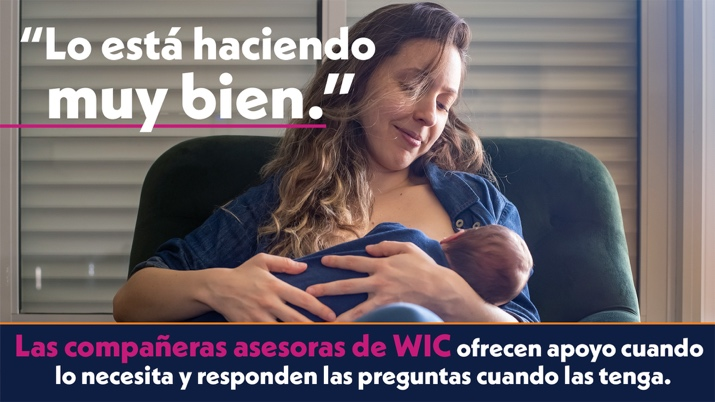 “Lo está haciendo
muy bien.”
Las compañeras asesoras de WIC ofrecen apoyo cuando
lo necesita y responden las preguntas cuando las tenga.